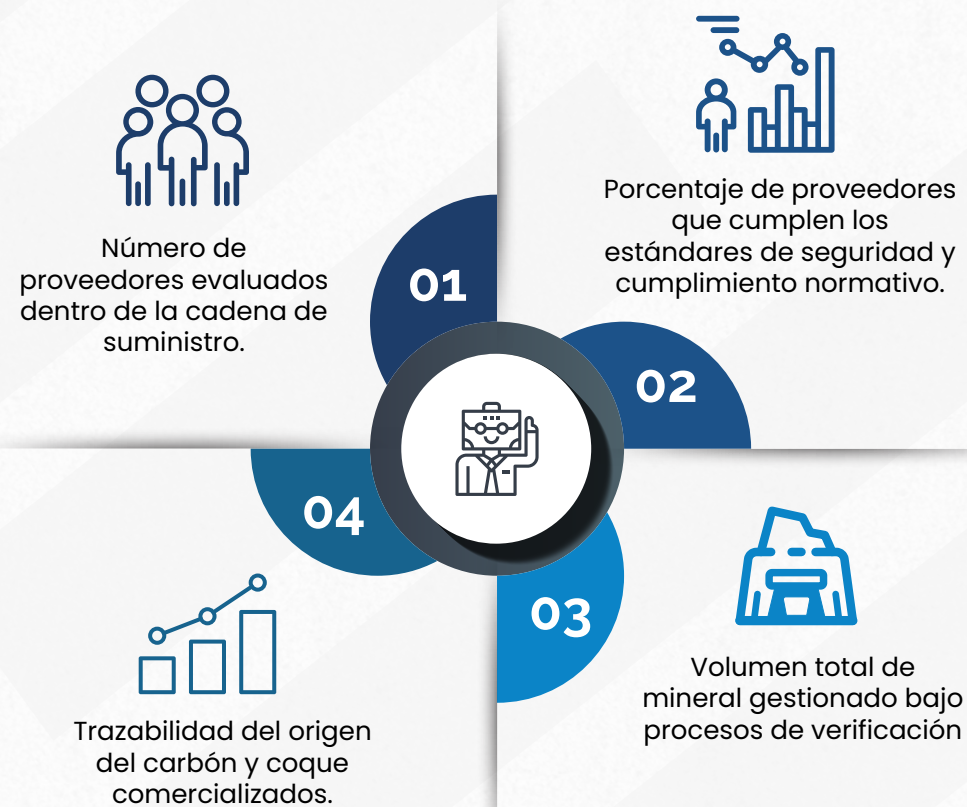 01
Número de
proveedores evaluados
dentro de la cadena de
suministro.
02
Porcentaje de proveedores
que cumplen los
estándares de seguridad y
cumplimiento normativo.
03
Volumen total de
mineral gestionado bajo
procesos de verificación
04
Trazabilidad del origen
del carbón y coque
comercializados.